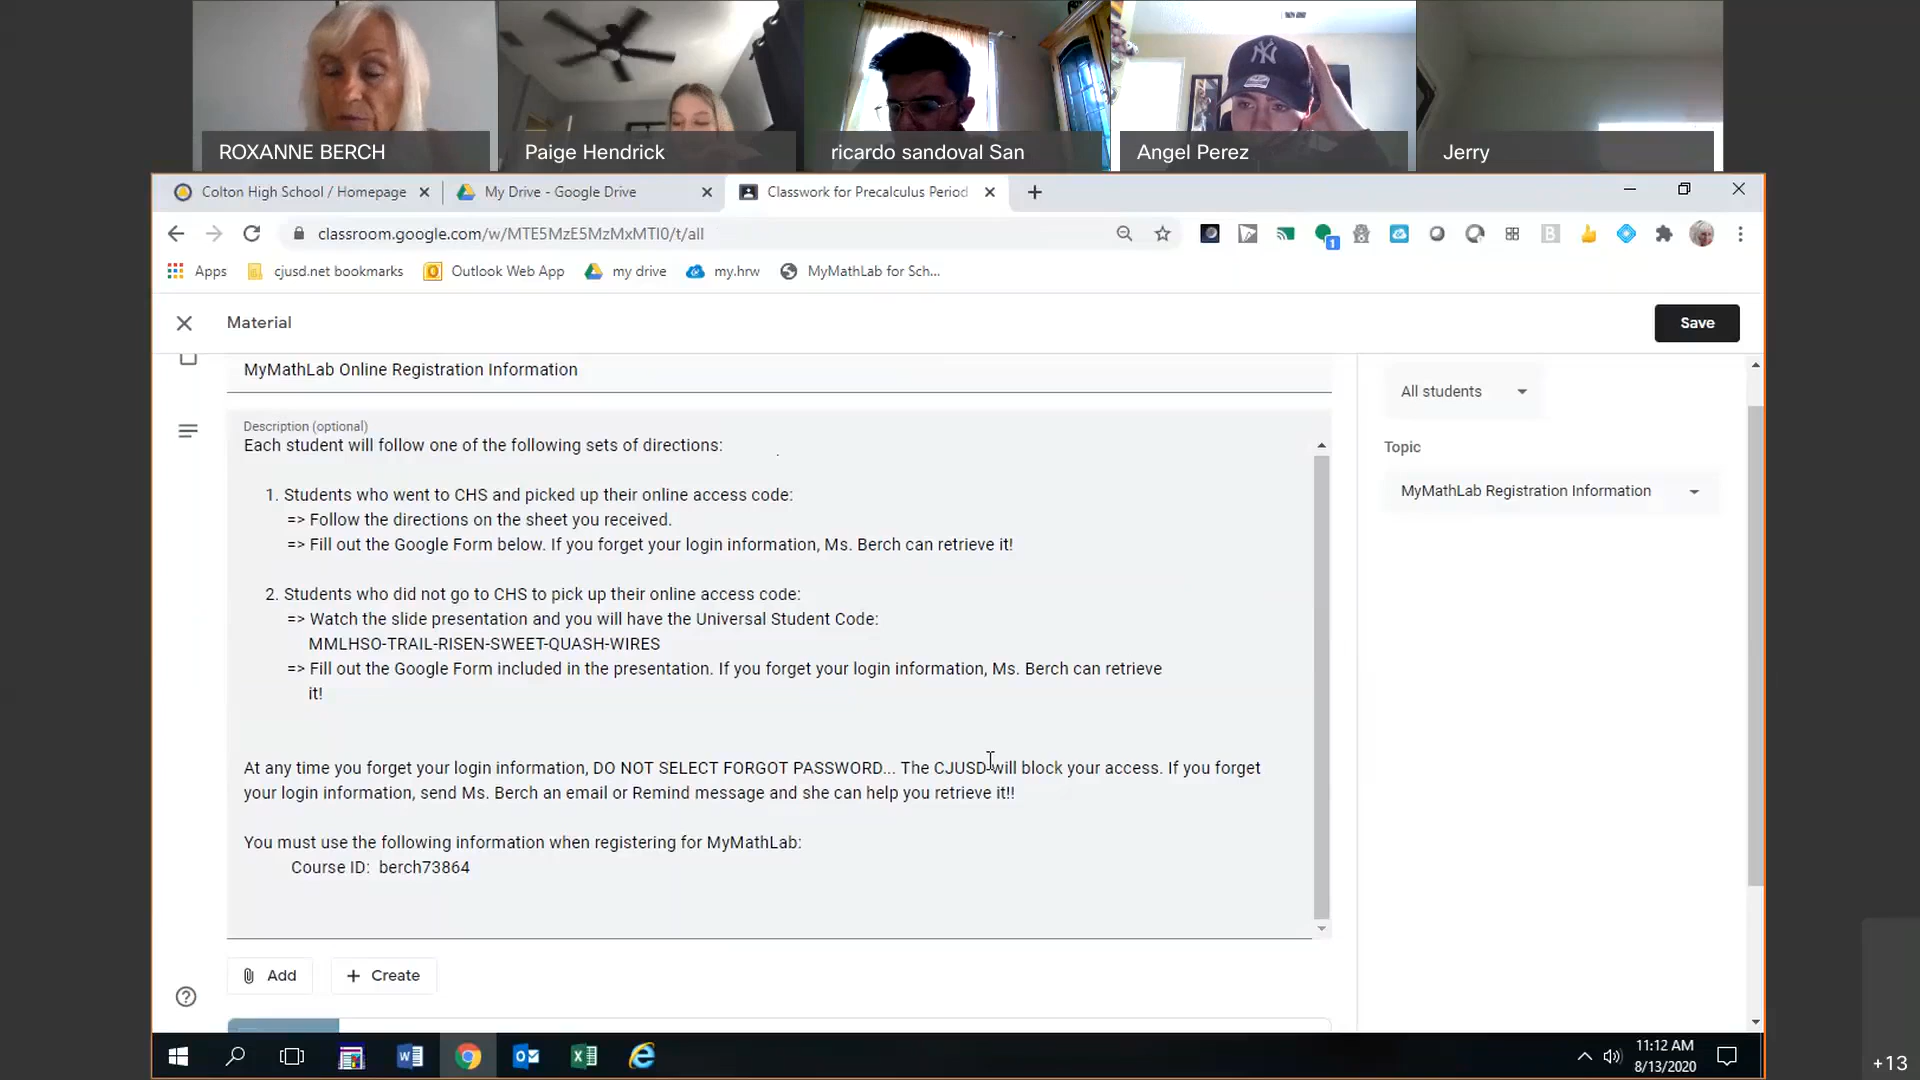 ROXANNE BERCH
Paige Hendrick
ricardo sandoval San
Angel Perez
Jerry
Colton High School / Homepage
My Drive - Google Drive
Classwork for Precalculus Period
classroom.google.com/w/MTE5MzE5MzMxMTI0/t/all
1
B
Apps
cjusd.net bookmarks
Outlook Web App
my drive
my.hrw
MyMathLab for Sch...
Material
Save
MyMathLab Online Registration Information
All students
Description (optional)
Each student will follow one of the following sets of directions:
Topic
MyMathLab Registration Information
1. Students who went to CHS and picked up their online access code:
=> Follow the directions on the sheet you received.
=> Fill out the Google Form below. If you forget your login information, Ms. Berch can retrieve it!
2. Students who did not go to CHS to pick up their online access code:
=> Watch the slide presentation and you will have the Universal Student Code:
MMLHSO-TRAIL-RISEN-SWEET-QUASH-WIRES
=> Fill out the Google Form included in the presentation. If you forget your login information, Ms. Berch can retrieve
it!
At any time you forget your login information, DO NOT SELECT FORGOT PASSWORD... The CJUSD will block your access. If you forget
your login information, send Ms. Berch an email or Remind message and she can help you retrieve it!!
You must use the following information when registering for MyMathLab:
Course ID: berch73864
Add
Create
11:12 AM
8/13/2020
+13